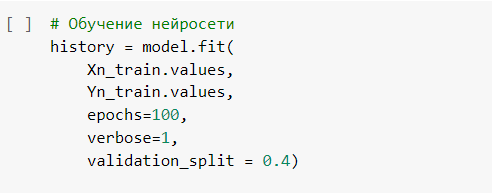 [ ] # Обучение нейросети
history = model.fit(
Xn_train.values,
Yn_train.values,
epochs=100,
verbose=1,
validation_split = 0.4)